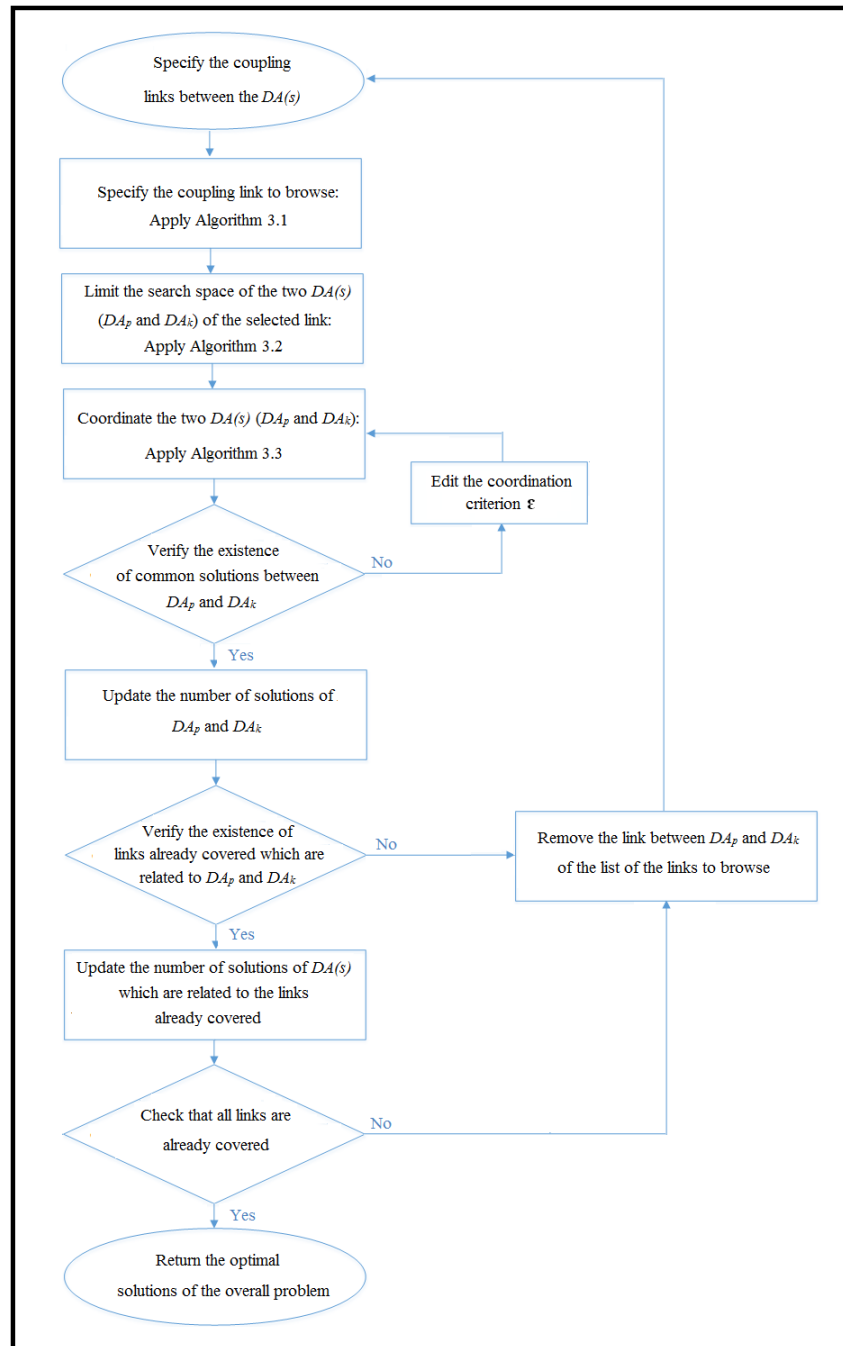 Specify the coupling
links between the DA(s)
Specify the coupling link to browse:
Apply Algorithm 3.1
Limit the search space of the two DA(s)
(DAp and DAk) of the selected link:
Apply Algorithm 3.2
Coordinate the two DA(s) (DAp and DAk):
Apply Algorithm 3.3
Edit the coordination
criterion ε
Verify the existence
of common solutions between
DAp and DAk
No
Yes
Update the number of solutions of
DAp and DAk
Verify the existence of
links already covered which are
related to DAp and DAk
No
Remove the link between DAp and DAk
of the list of the links to browse
Yes
Update the number of solutions of DA(s)
which are related to the links
already covered
Check that all links are
already covered
No
Yes
Return the optimal
solutions of the overall problem